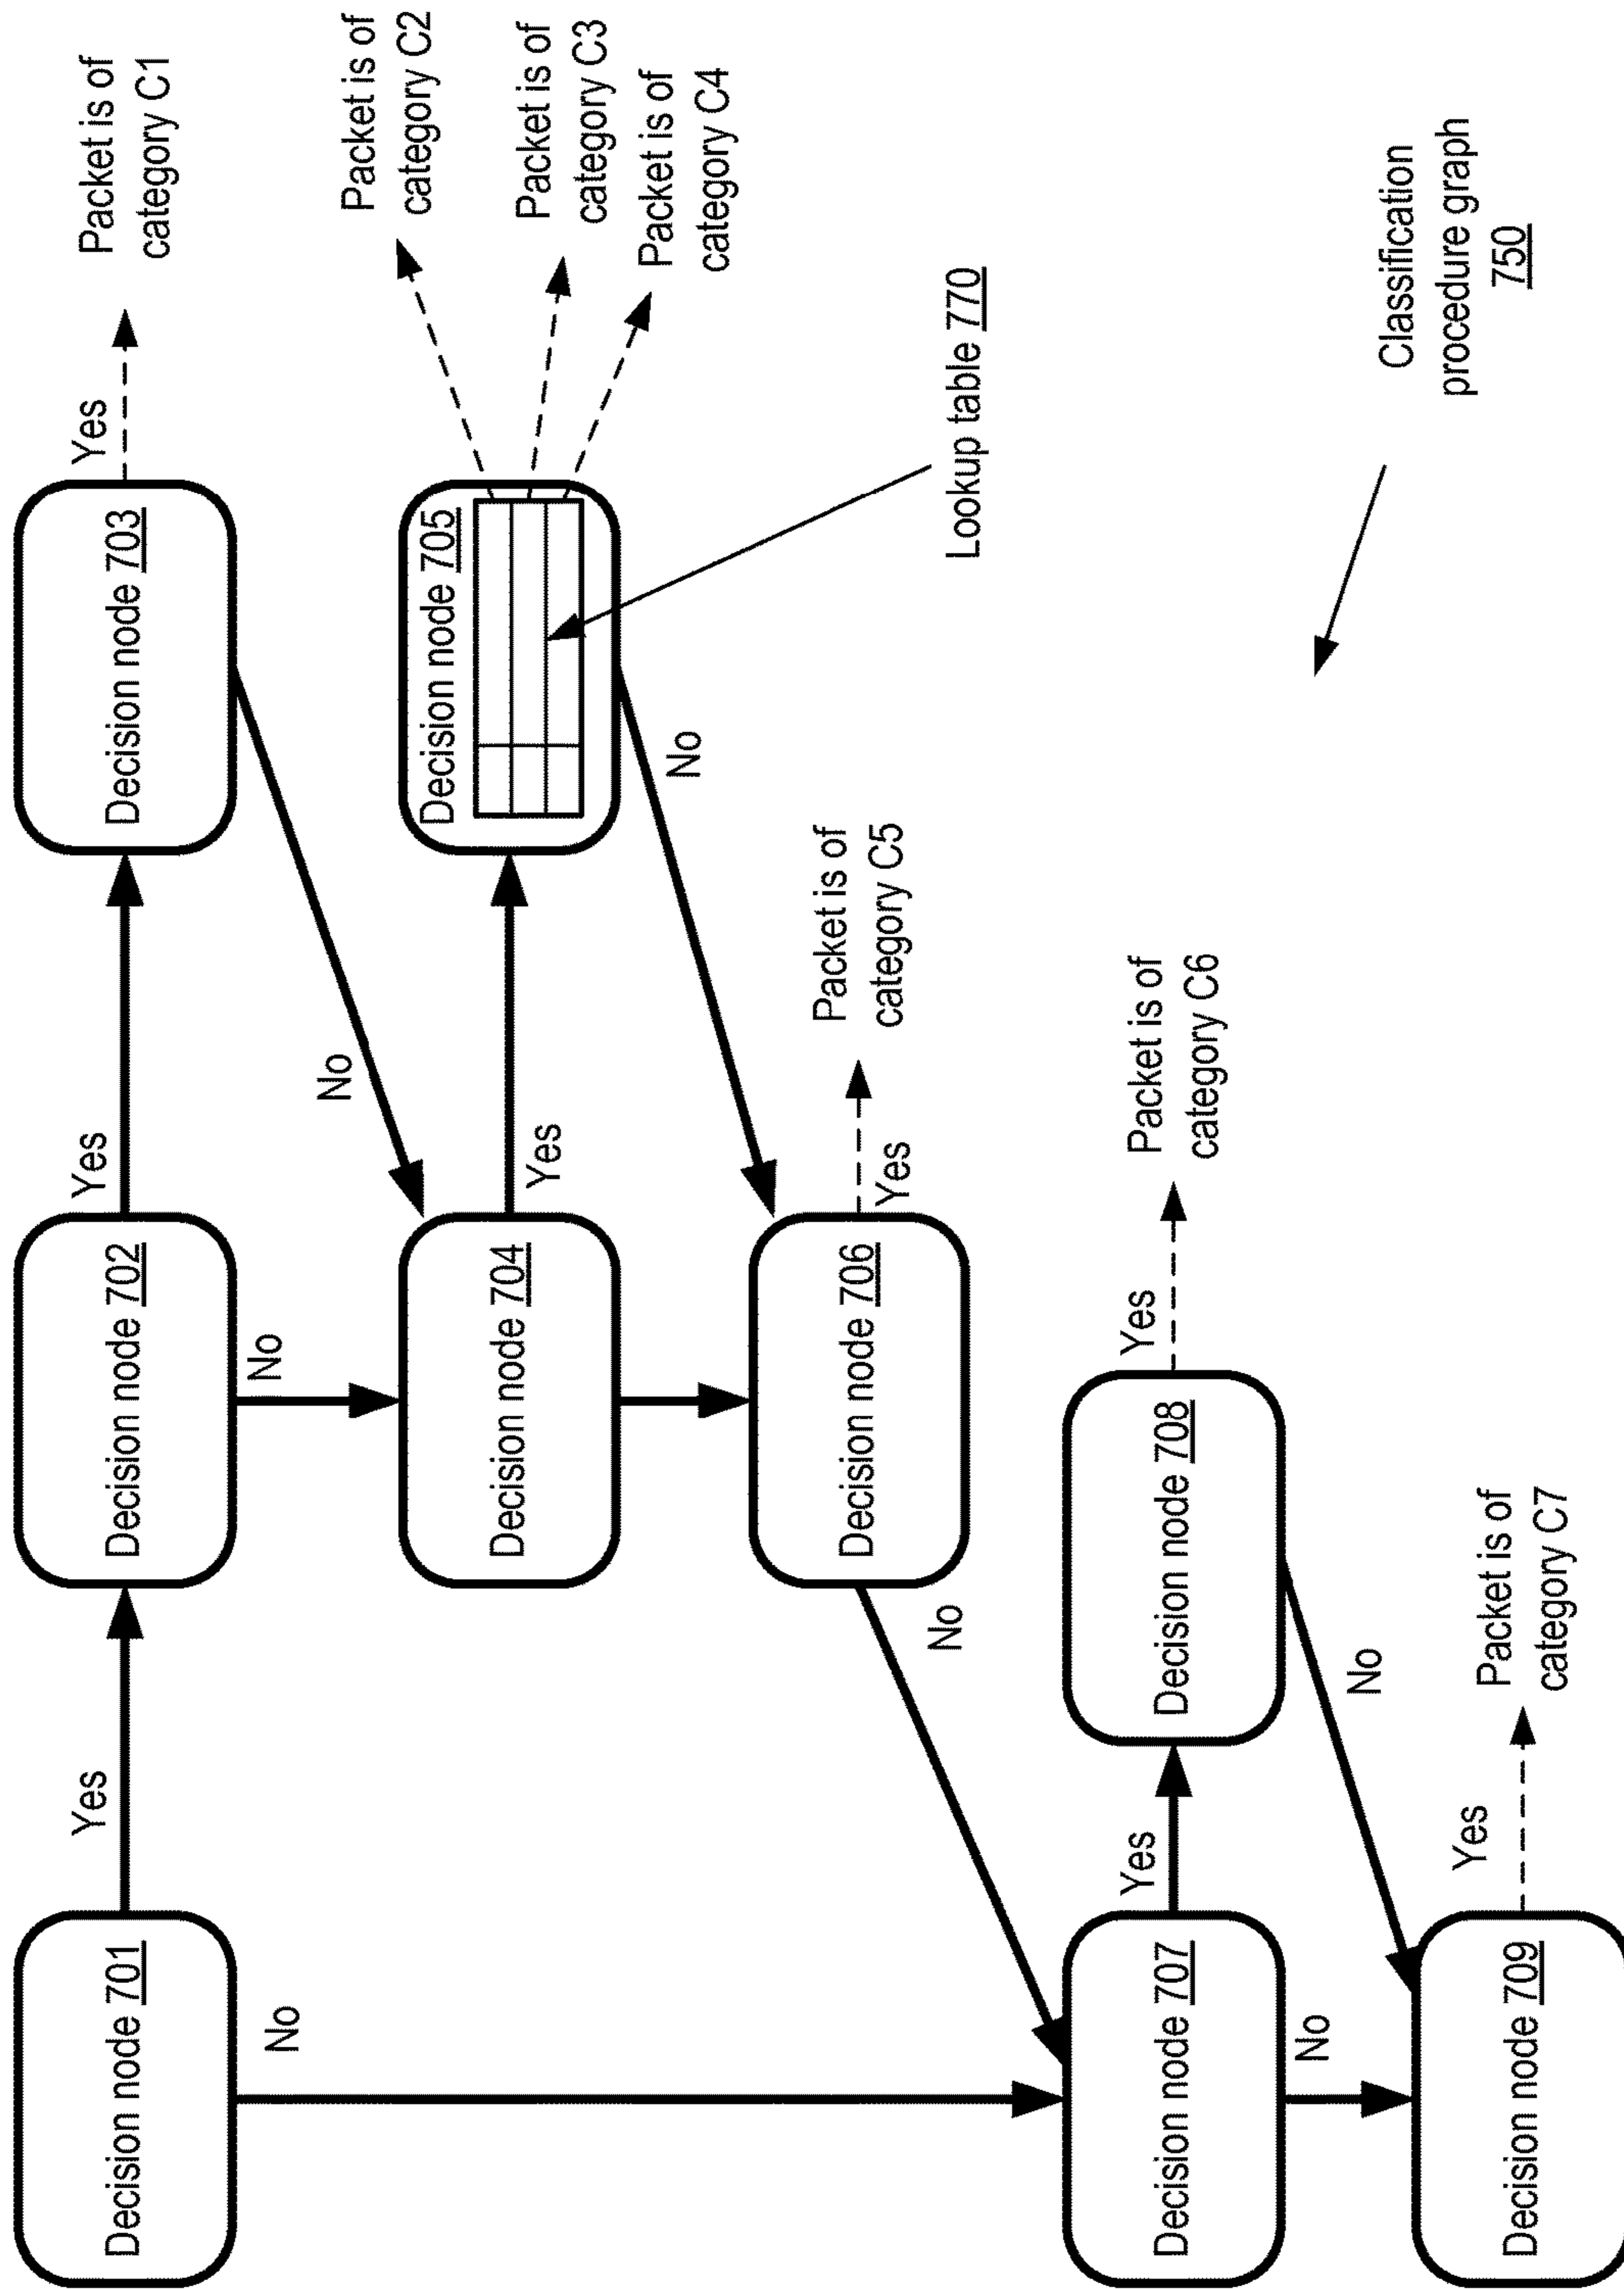 Decision node 701
Yes
Decision node 702
Yes
Decision node 703
Yes
Packet is of
category C1
No
No
No
Decision node 704
Yes
Decision node 705
Packet is of
category C2
Packet is of
category C3
Packet is of
category C4
No
Lookup table 770
Decision node 706
Yes
Packet is of
category C5
No
Decision node 707
Yes
Decision node 708
Yes
Packet is of
category C6
No
No
Decision node 709
Yes
Packet is of
category C7
Classification
procedure graph
750